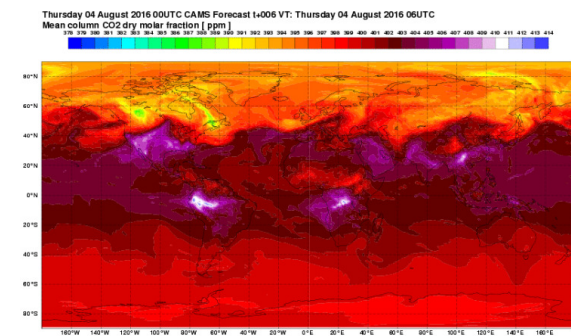 Thursday 04 August 2016 00UTC CAMS Forecast t+006 VT: Thursday 04 August 2016 06UTC
Mean column CO2 dry molar fraction [ ppm ]
378 379 380 381 382 383 384 385 386 387 388 389 390 391 392 393 394 395 396 397 398 399 400 401 402 403 404 405 406 407 408 409 410 411 412 413 414
80°N
60°N
40°N
20°N
0°N
20°S
40°S
60°S
80°S
160°W 140°W 120°W 100°W 80°W 60°W 40°W 20°W 0°E 20°E 40°E 60°E 80°E 100°E 120°E 140°E 160°E